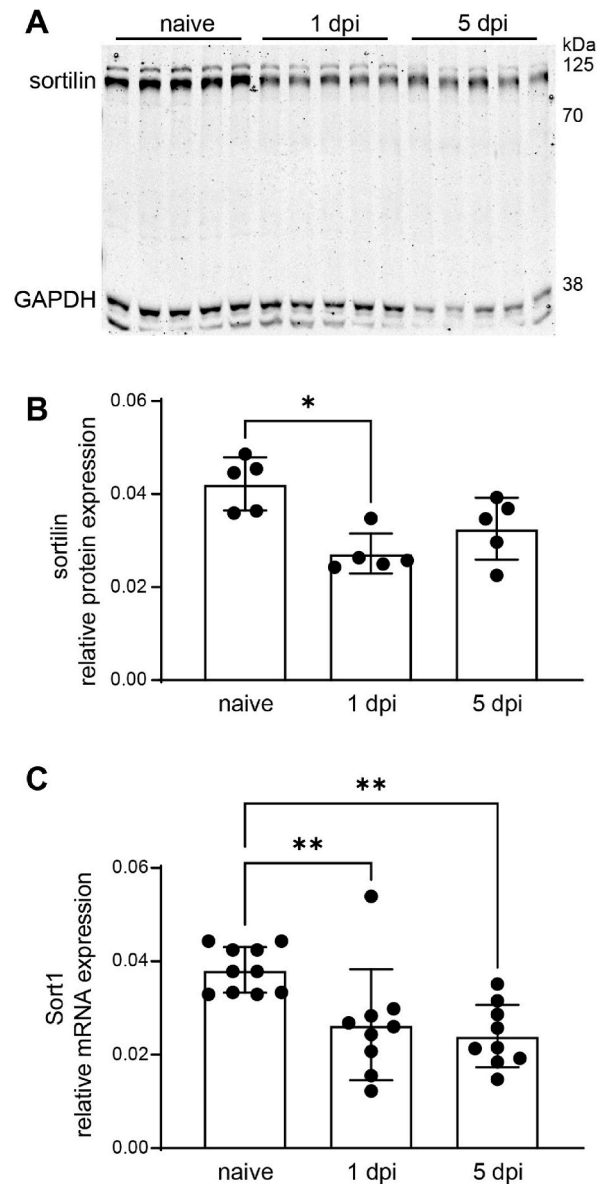 A
naive 1 dpi 5 dpi
kDa
sortilin
125
70
GAPDH
38
B
sortilin
relative protein expression
0.06
0.04
0.02
0.00
*
naive 1 dpi 5 dpi
C
Sort1
relative mRNA expression
**
**
0.06
0.04
0.02
0.00
naive 1 dpi 5 dpi